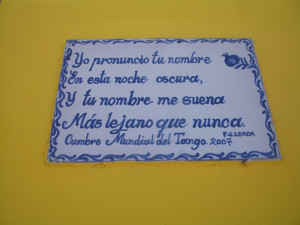 Yo pronuncio tu nombre
En esta noche oscura,
Y tu nombre me suena
Más lejano que nunca.
F.G. LORCA
Cumbre Mundial del Tango. 2007